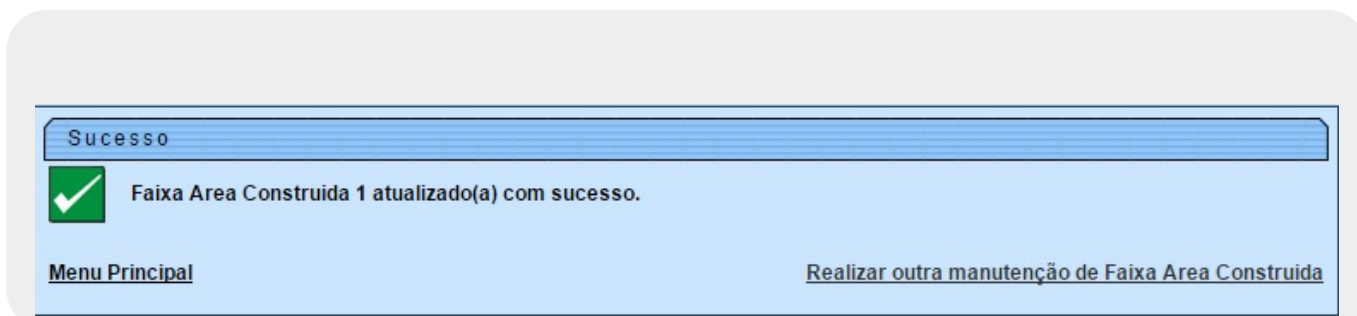 Sucesso
Faixa Area Construida 1 atualizado(a) com sucesso.
Menu Principal
Realizar outra manutenção de Faixa Area Construida